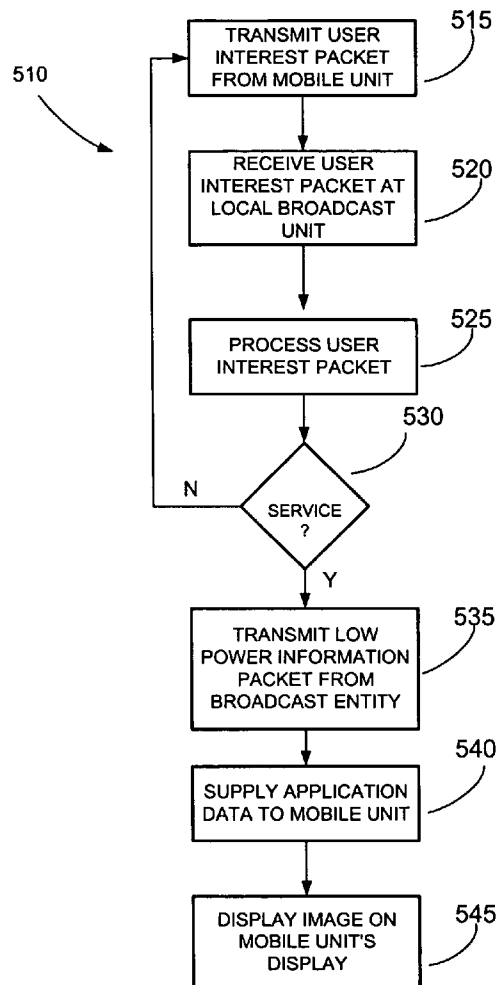 510
TRANSMIT USER
INTEREST PACKET
FROM MOBILE UNIT
515
RECEIVE USER
INTEREST PACKET AT
LOCAL BROADCAST
UNIT
520
PROCESS USER
INTEREST PACKET
525
SERVICE
?
530
N
Y
TRANSMIT LOW
POWER INFORMATION
PACKET FROM
BROADCAST ENTITY
535
SUPPLY APPLICATION
DATA TO MOBILE UNIT
540
DISPLAY IMAGE ON
MOBILE UNIT'S
DISPLAY
545